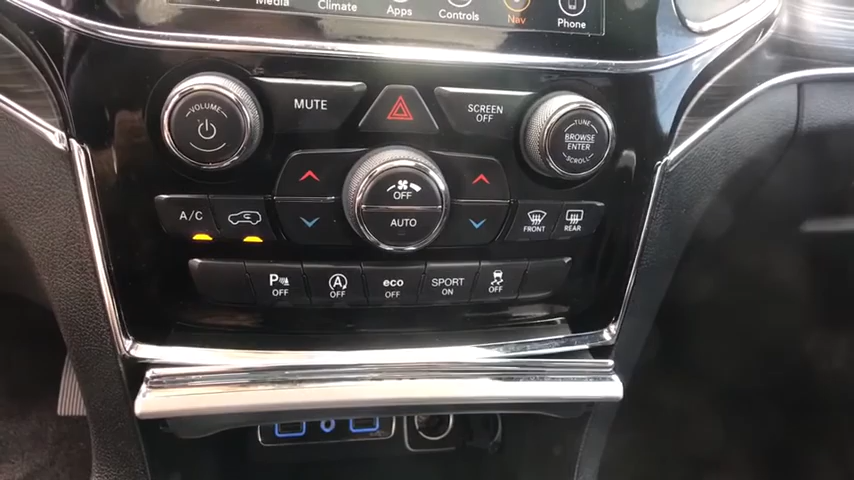 Media
Climate
Apps
Controls
Nav
Phone
VOLUME
MUTE
SCREEN
OFF
TUNE
BROWSE
ENTER
SCROLL
OFF
AUTO
A/C
FRONT
REAR
P
OFF
A
OFF
eco
OFF
SPORT
ON
OFF